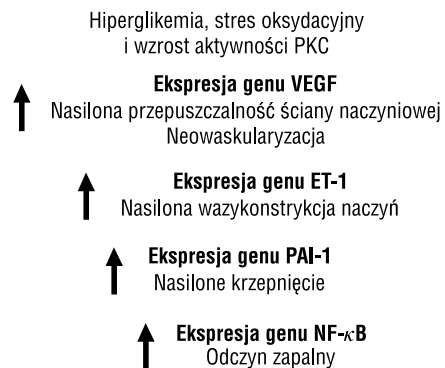 Hiperglikemia, stres oksydacyjny
i wzrost aktywności PKC
Ekspresja genu VEGF
Nasilona przepuszczalność ściany naczyniowej
Neowaskularyzacja
Ekspresja genu ET-1
Nasilona wazykonstrykcja naczyń
Ekspresja genu PAI-1
Nasilone krzepnięcie
Ekspresja genu NF-κB
Odczyn zapalny